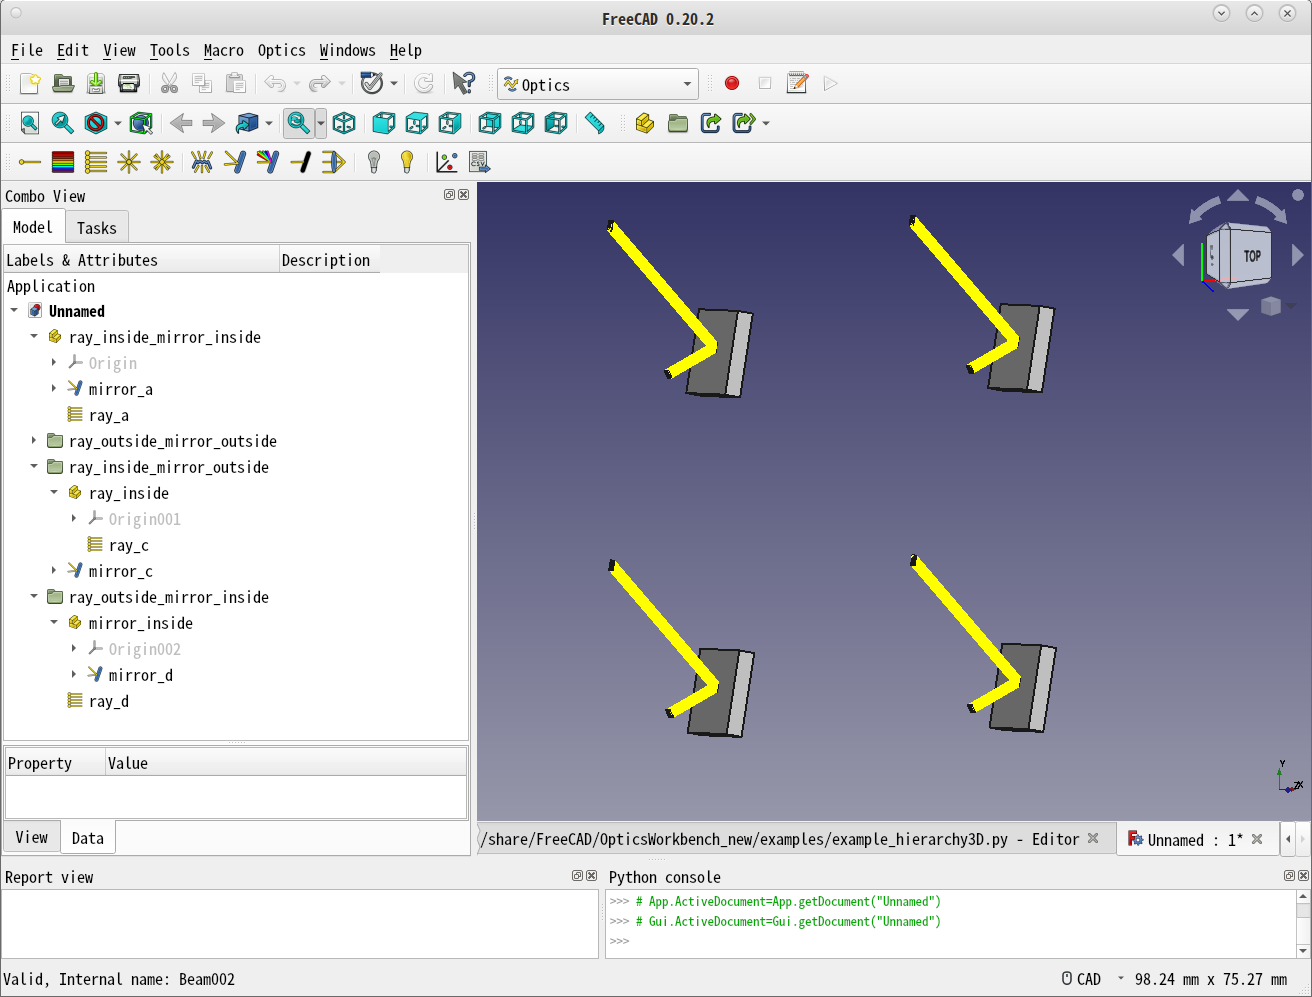 FreeCAD 0.20.2
File Edit View Tools Macro Optics Windows Help
Optics
CSV
Combo View
Model Tasks
Labels & Attributes Description
Application
Unnamed
ray_inside_mirror_inside
Origin
mirror_a
ray_a
ray_outside_mirror_outside
ray_inside_mirror_outside
ray_inside
Origin001
ray_c
mirror_c
ray_outside_mirror_inside
mirror_inside
Origin002
mirror_d
ray_d
Property Value
View Data
TOP
Y
ZX
/share/FreeCAD/OpticsWorkbench_new/examples/example_hierarchy3D.py - Editor
Unnamed : 1*
Report view
Python console
>>> # App.ActiveDocument=App.getDocument("Unnamed")
>>> # Gui.ActiveDocument=Gui.getDocument("Unnamed")
>>>
Valid, Internal name: Beam002
CAD 98.24 mm x 75.27 mm